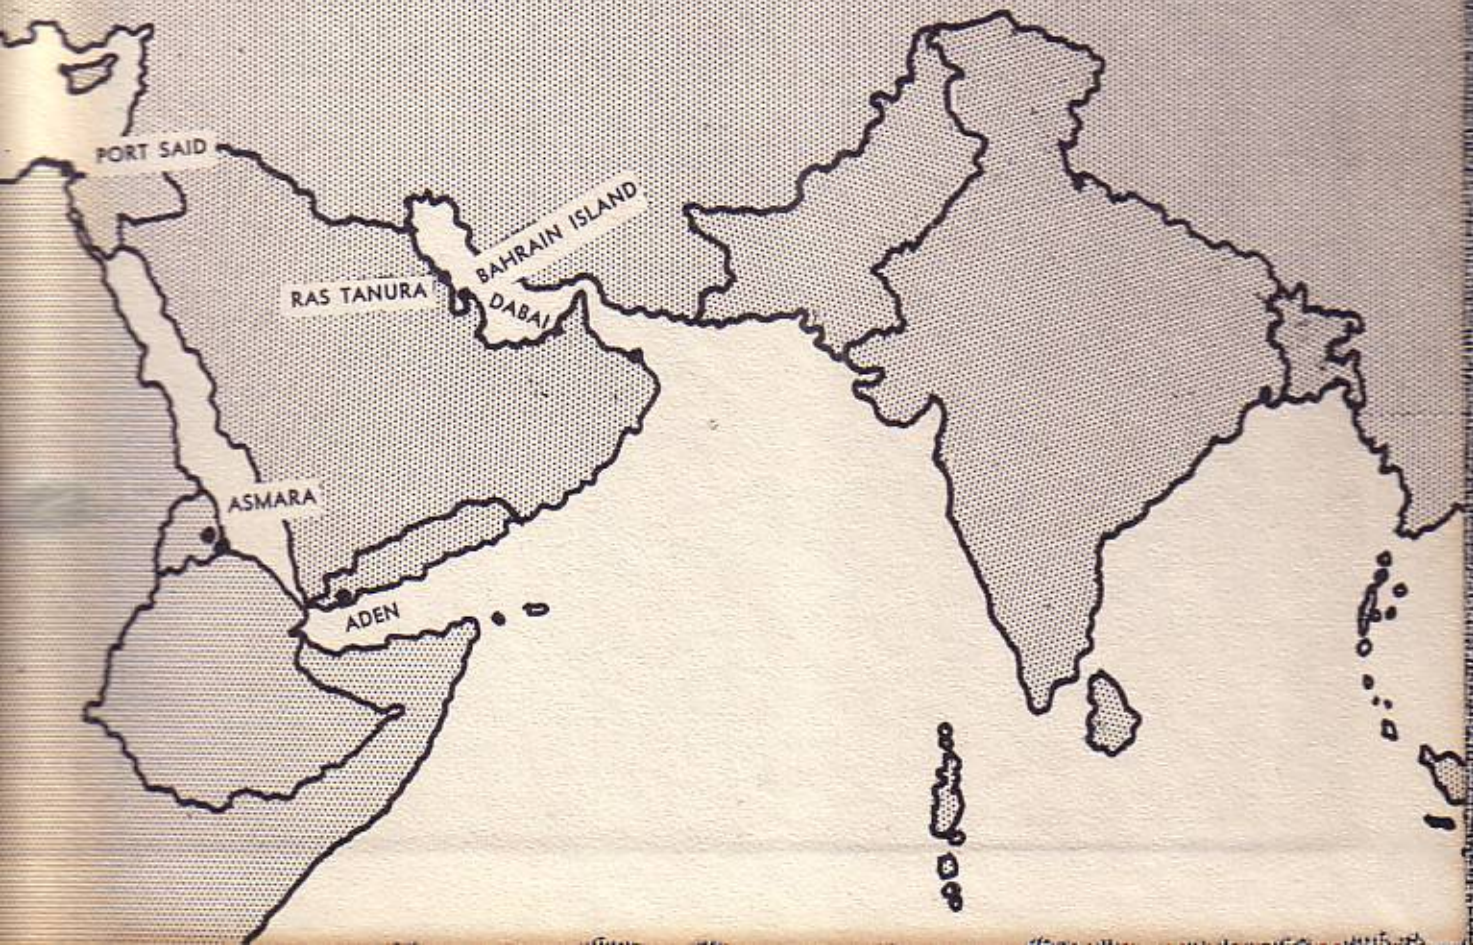 PORT SAID
BAHRAIN ISLAND
RAS TANURA
DABAI
ASMARA
ADEN